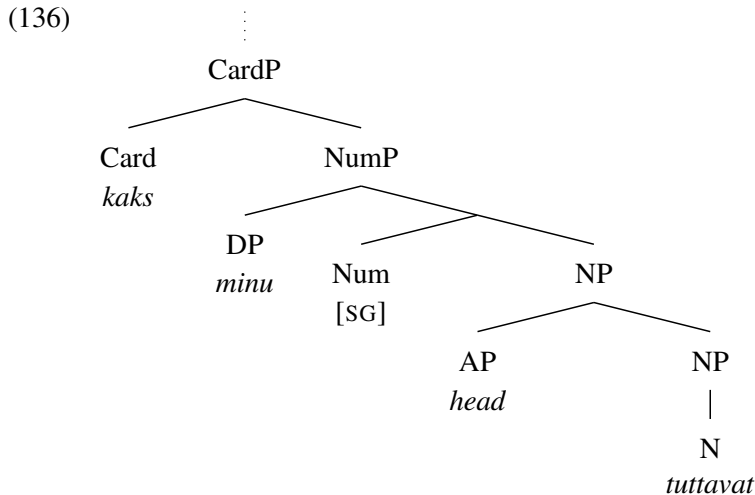 (136)
CardP
Card NumP
kaks
DP Num NP
minu [SG]
AP NP
head
N
tuttavat